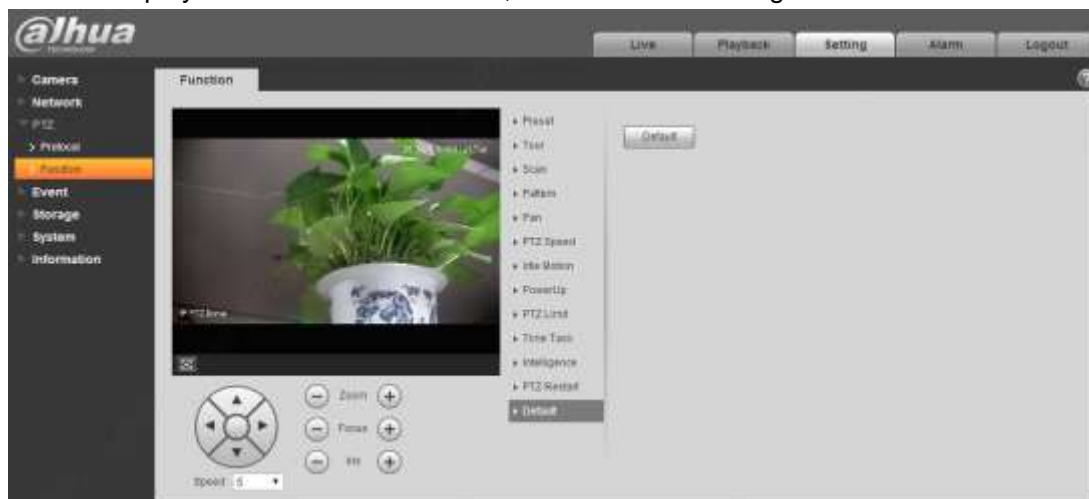 alhua
TECHNOLOGY
Live
Playback
Setting
Alarm
Logout
Camera
Network
PTZ
Protocol
Function
Event
Storage
System
Information
Function
Preset
Tour
Scan
Pattern
Pan
PTZ Speed
Idle Motion
PowerUp
PTZ Limit
Time Task
Intelligence
PTZ Restart
Default
Default
Zoom
Focus
Iris
Speed 5